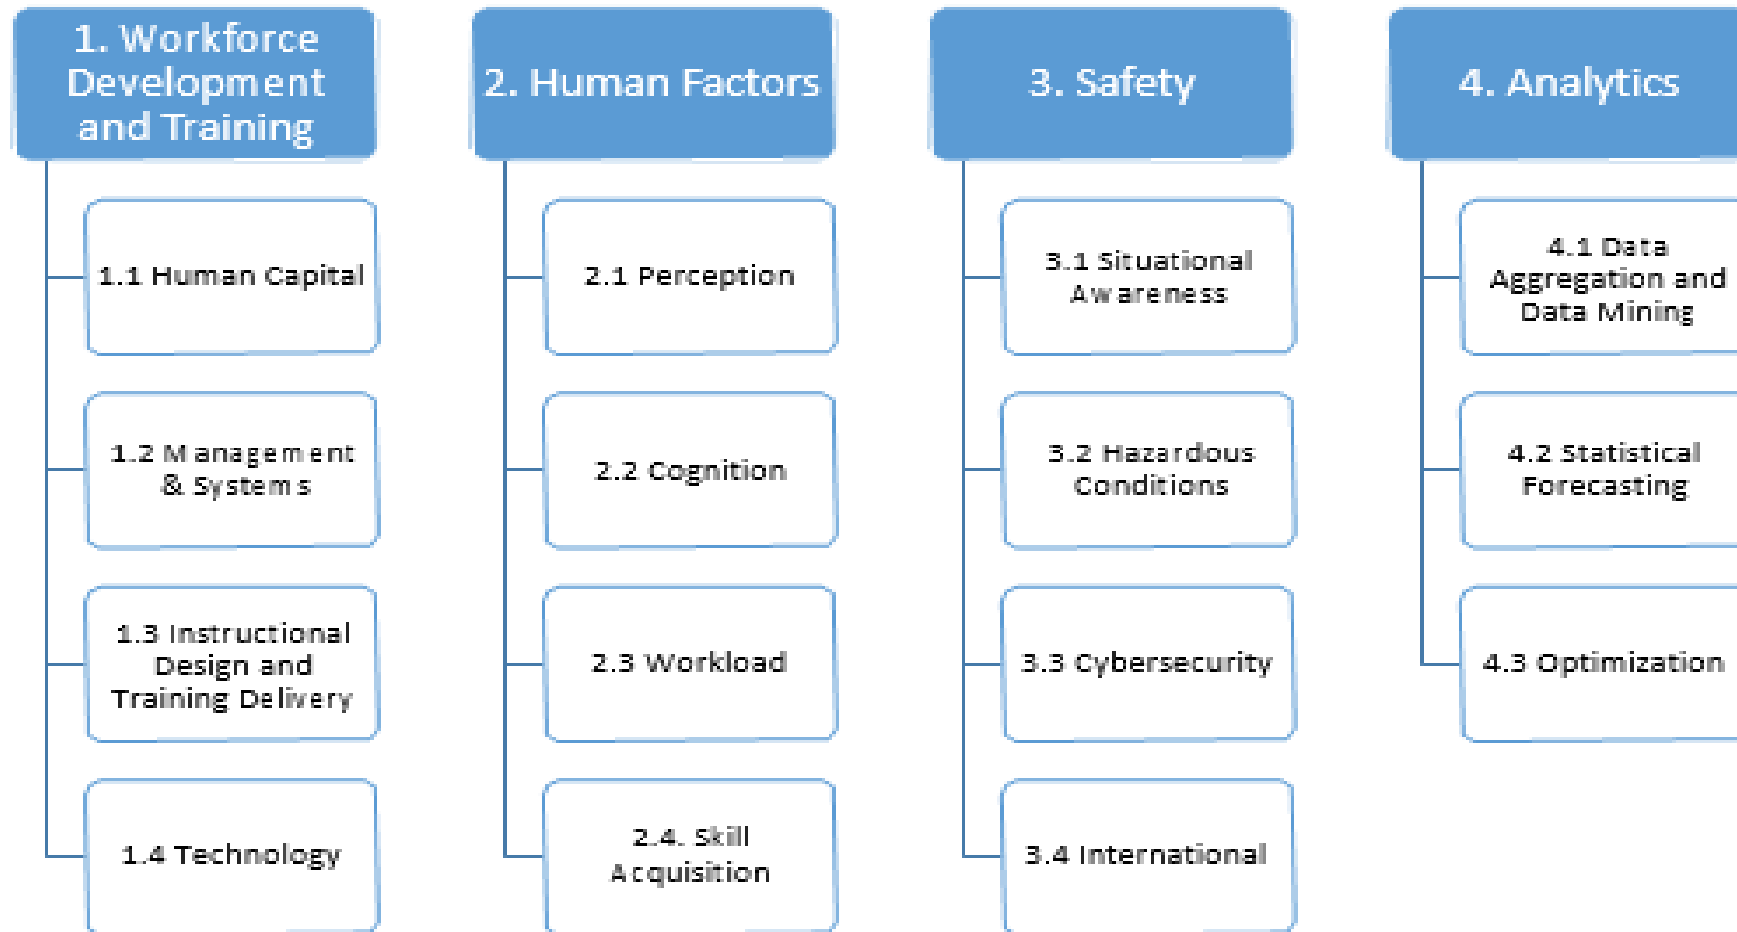 1. Workforce
Development
and Training
1.1 Human Capital
1.2 Management
& Systems
1.3 Instructional
Design and
Training Delivery
1.4 Technology
2. Human Factors
2.1 Perception
2.2 Cognition
2.3 Workload
2.4. Skill
Acquisition
3. Safety
3.1 Situational
Awareness
3.2 Hazardous
Conditions
3.3 Cybersecurity
3.4 International
4. Analytics
4.1 Data
Aggregation and
Data Mining
4.2 Statistical
Forecasting
4.3 Optimization